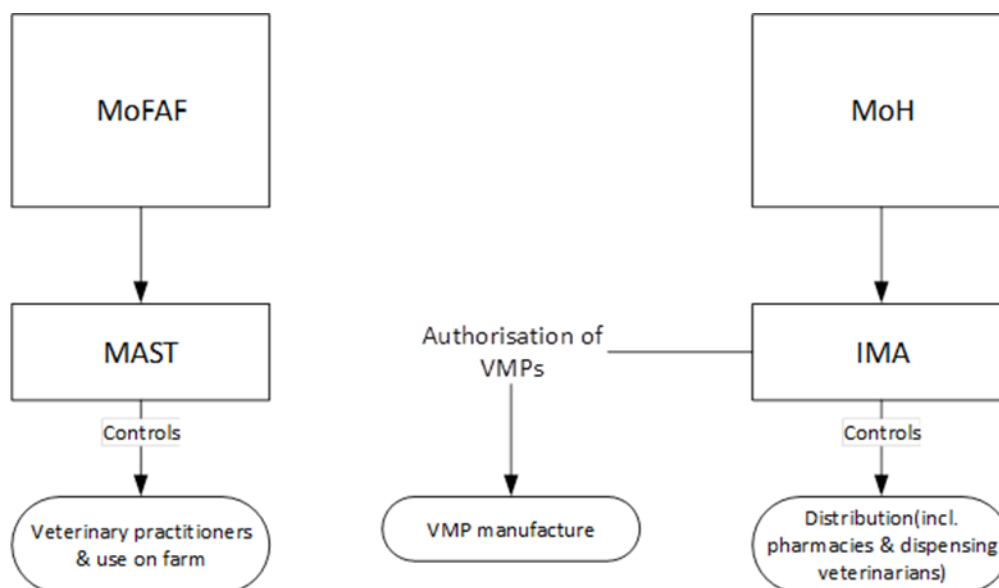 MoFAF
MoH
MAST
Authorisation of
VMPs
IMA
Controls
Controls
Veterinary practitioners
& use on farm
VMP manufacture
Distribution(incl.
pharmacies & dispensing
veterinarians)